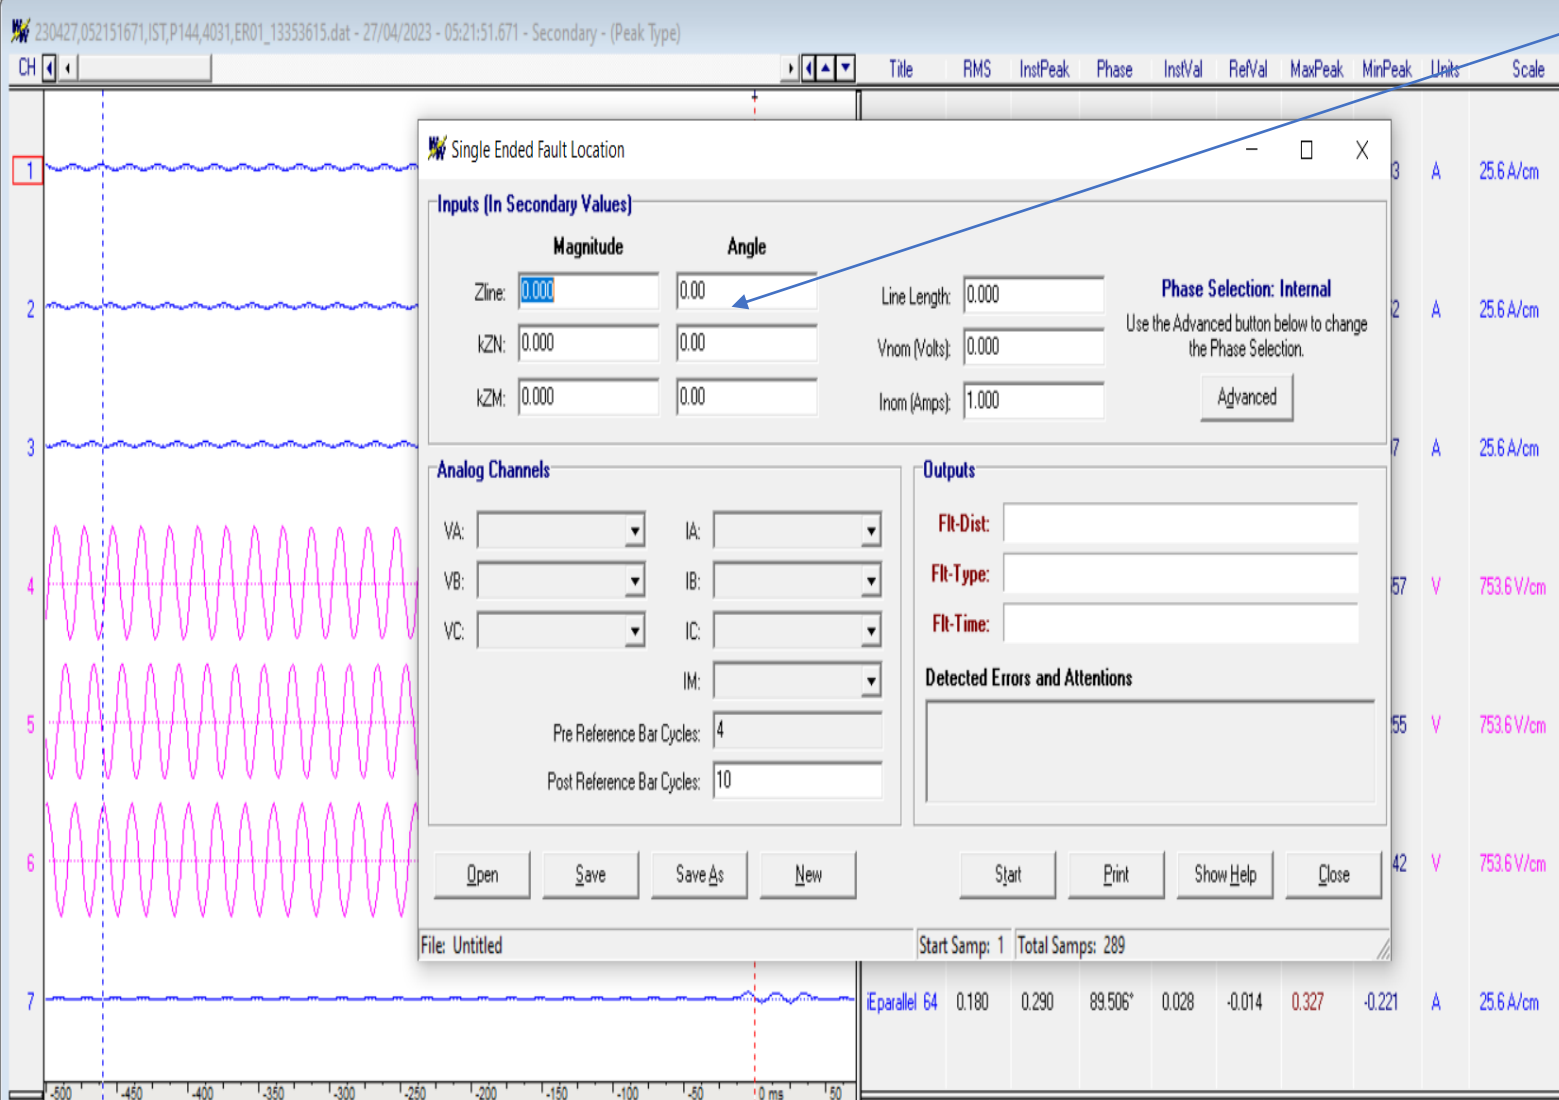 230427,052151671,IST,P144,4031,ER01_13353615.dat - 27/04/2023 - 05:21:51.671 - Secondary - (Peak Type)
CH Title RMS InstPeak Phase InstVal RefVal MaxPeak MinPeak Units Scale
Single Ended Fault Location
1 3 A 25.6 A/cm
Inputs (In Secondary Values)
Magnitude Angle
Zline: 0.000 0.00 Line Length: 0.000 Phase Selection: Internal
2 2 A 25.6 A/cm
Use the Advanced button below to change
the Phase Selection.
kZN: 0.000 0.00 Vnom (Volts): 0.000
kZM: 0.000 0.00 Inom (Amps): 1.000 Advanced
3 7 A 25.6 A/cm
Analog Channels Outputs
VA: IA: Flt-Dist:
VB: IB: Flt-Type:
4 57 V 753.6 V/cm
VC: IC: Flt-Time:
IM: Detected Errors and Attentions
5 55 V 753.6 V/cm
Pre Reference Bar Cycles: 4
Post Reference Bar Cycles: 10
6 42 V 753.6 V/cm
Open Save Save As New Start Print Show Help Close
File: Untitled Start Samp: 1 Total Samps: 289
7 iEparallel 64 0.180 0.290 89.506° 0.028 -0.014 0.327 -0.221 A 25.6 A/cm
-500 -450 -400 -350 -300 -250 -200 -150 -100 -50 0 ms 50